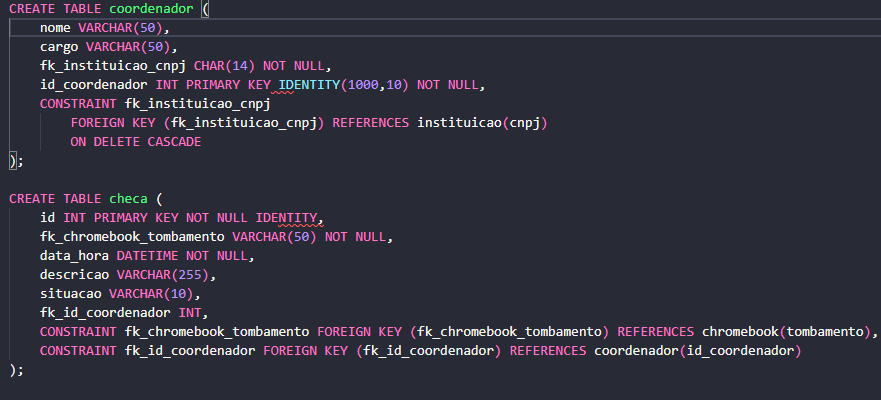 CREATE TABLE coordenador (
    nome VARCHAR(50),
    cargo VARCHAR(50),
    fk_instituicao_cnpj CHAR(14) NOT NULL,
    id_coordenador INT PRIMARY KEY IDENTITY(1000,10) NOT NULL,
    CONSTRAINT fk_instituicao_cnpj
        FOREIGN KEY (fk_instituicao_cnpj) REFERENCES instituicao(cnpj)
        ON DELETE CASCADE
);

CREATE TABLE checa (
    id INT PRIMARY KEY NOT NULL IDENTITY,
    fk_chromebook_tombamento VARCHAR(50) NOT NULL,
    data_hora DATETIME NOT NULL,
    descricao VARCHAR(255),
    situacao VARCHAR(10),
    fk_id_coordenador INT,
    CONSTRAINT fk_chromebook_tombamento FOREIGN KEY (fk_chromebook_tombamento) REFERENCES chromebook(tombamento),
    CONSTRAINT fk_id_coordenador FOREIGN KEY (fk_id_coordenador) REFERENCES coordenador(id_coordenador)
);